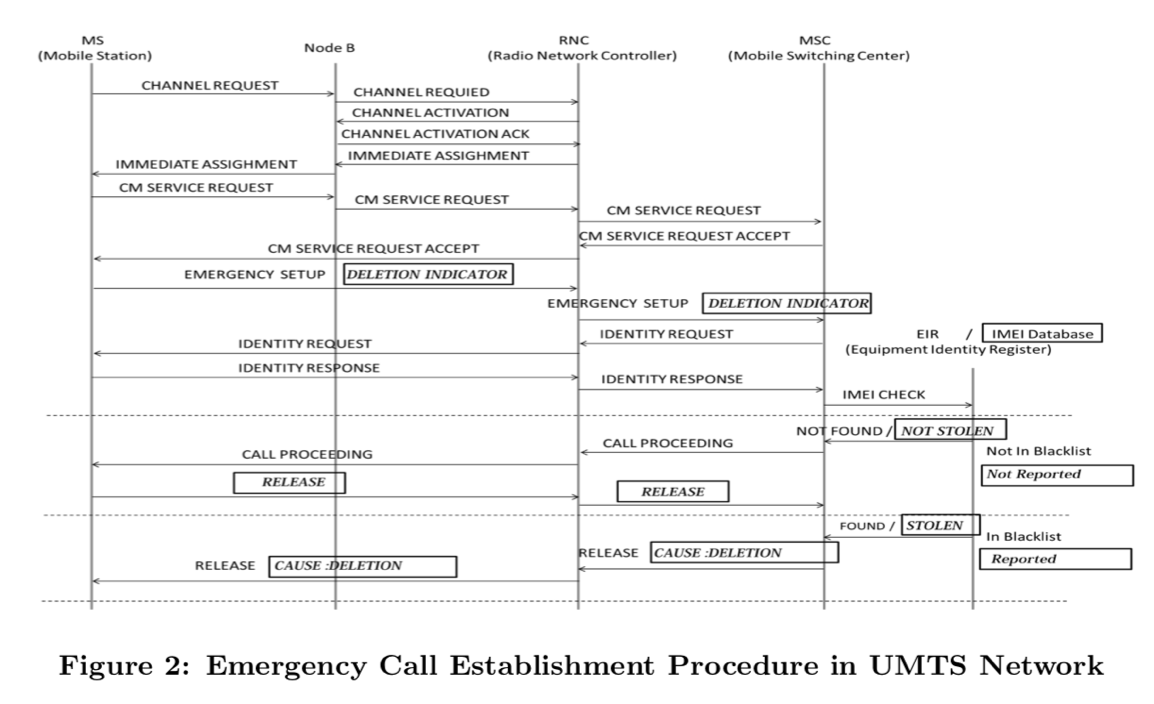 MS
(Mobile Station)
Node B
RNC
(Radio Network Controller)
MSC
(Mobile Switching Center)
CHANNEL REQUEST
CHANNEL REQUIED
CHANNEL ACTIVATION
CHANNEL ACTIVATION ACK
IMMEDIATE ASSIGHMENT
IMMEDIATE ASSIGHMENT
CM SERVICE REQUEST
CM SERVICE REQUEST
CM SERVICE REQUEST
CM SERVICE REQUEST ACCEPT
CM SERVICE REQUEST ACCEPT
EMERGENCY SETUP DELETION INDICATOR
EMERGENCY SETUP DELETION INDICATOR
IDENTITY REQUEST
EIR / IMEI Database
(Equipment Identity Register)
IDENTITY REQUEST
IDENTITY RESPONSE
IDENTITY RESPONSE
IMEI CHECK
NOT FOUND / NOT STOLEN
CALL PROCEEDING
Not In Blacklist
CALL PROCEEDING
Not Reported
RELEASE
RELEASE
FOUND / STOLEN
In Blacklist
RELEASE CAUSE :DELETION
Reported
RELEASE CAUSE :DELETION
Figure 2: Emergency Call Establishment Procedure in UMTS Network